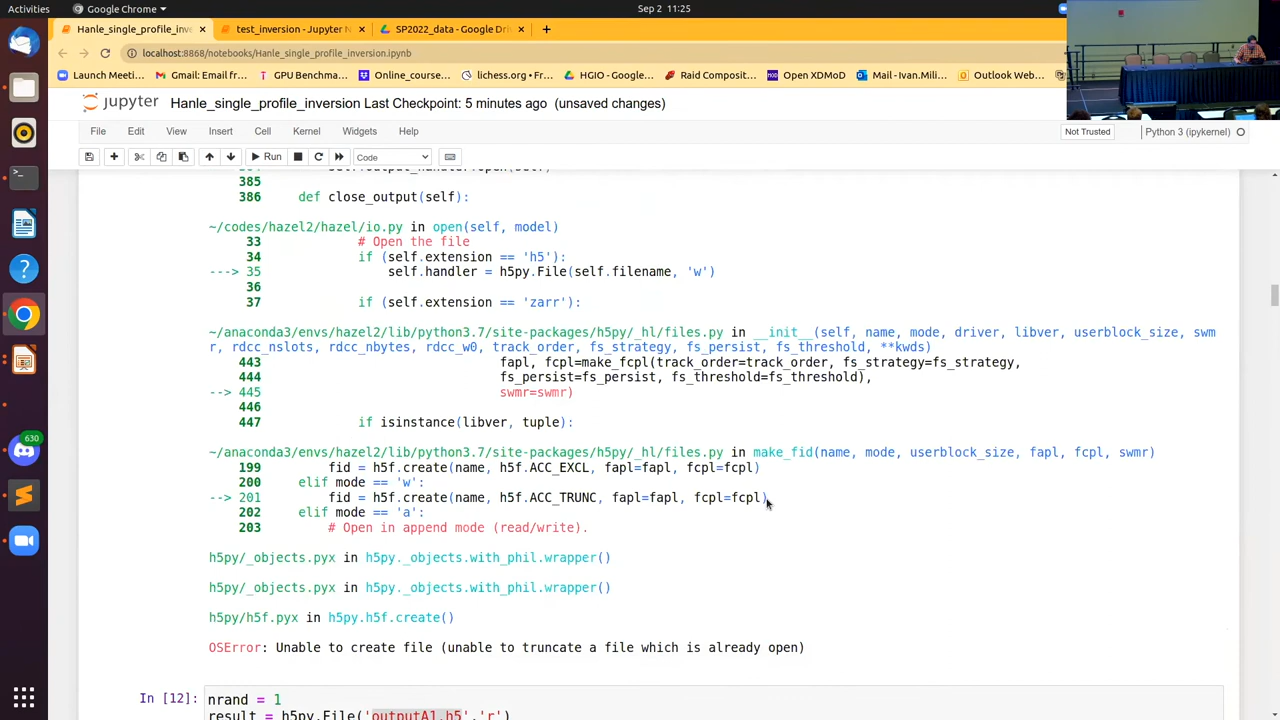 Activities
Google Chrome
Sep 2 11:25
Hanle_single_profile_inve
test_inversion - Jupyter N
SP2022_data - Google Dri
localhost:8868/notebooks/Hanle_single_profile_inversion.ipynb
Launch Meeti...
Gmail: Email fr...
GPU Benchma...
Online_course...
lichess.org • Fr...
HGIO - Google...
Raid Composit...
Open XDMoD
Mail - Ivan.Mili...
Outlook Web...
jupyter Hanle_single_profile_inversion Last Checkpoint: 5 minutes ago (unsaved changes)
File Edit View Insert Cell Kernel Widgets Help
Not Trusted
Python 3 (ipykernel)
Run
Code
385
386 def close_output(self):
~/codes/hazel2/hazel/io.py in open(self, model)
33 # Open the file
34 if (self.extension == 'h5'):
---> 35 self.handler = h5py.File(self.filename, 'w')
36
37 if (self.extension == 'zarr'):
~/anaconda3/envs/hazel2/lib/python3.7/site-packages/h5py/_hl/files.py in __init__(self, name, mode, driver, libver, userblock_size, swm
r, rdcc_nslots, rdcc_nbytes, rdcc_w0, track_order, fs_strategy, fs_persist, fs_threshold, **kwds)
443 fapl, fcpl=make_fcpl(track_order=track_order, fs_strategy=fs_strategy,
444 fs_persist=fs_persist, fs_threshold=fs_threshold),
--> 445 swmr=swmr)
446
447 if isinstance(libver, tuple):
~/anaconda3/envs/hazel2/lib/python3.7/site-packages/h5py/_hl/files.py in make_fid(name, mode, userblock_size, fapl, fcpl, swmr)
199 fid = h5f.create(name, h5f.ACC_EXCL, fapl=fapl, fcpl=fcpl)
200 elif mode == 'w':
--> 201 fid = h5f.create(name, h5f.ACC_TRUNC, fapl=fapl, fcpl=fcpl)
202 elif mode == 'a':
203 # Open in append mode (read/write).
h5py/_objects.pyx in h5py._objects.with_phil.wrapper()
h5py/_objects.pyx in h5py._objects.with_phil.wrapper()
h5py/h5f.pyx in h5py.h5f.create()
OSError: Unable to create file (unable to truncate a file which is already open)
630
In [12]: nrand = 1
result = h5py.File('outputA1.h5','r')